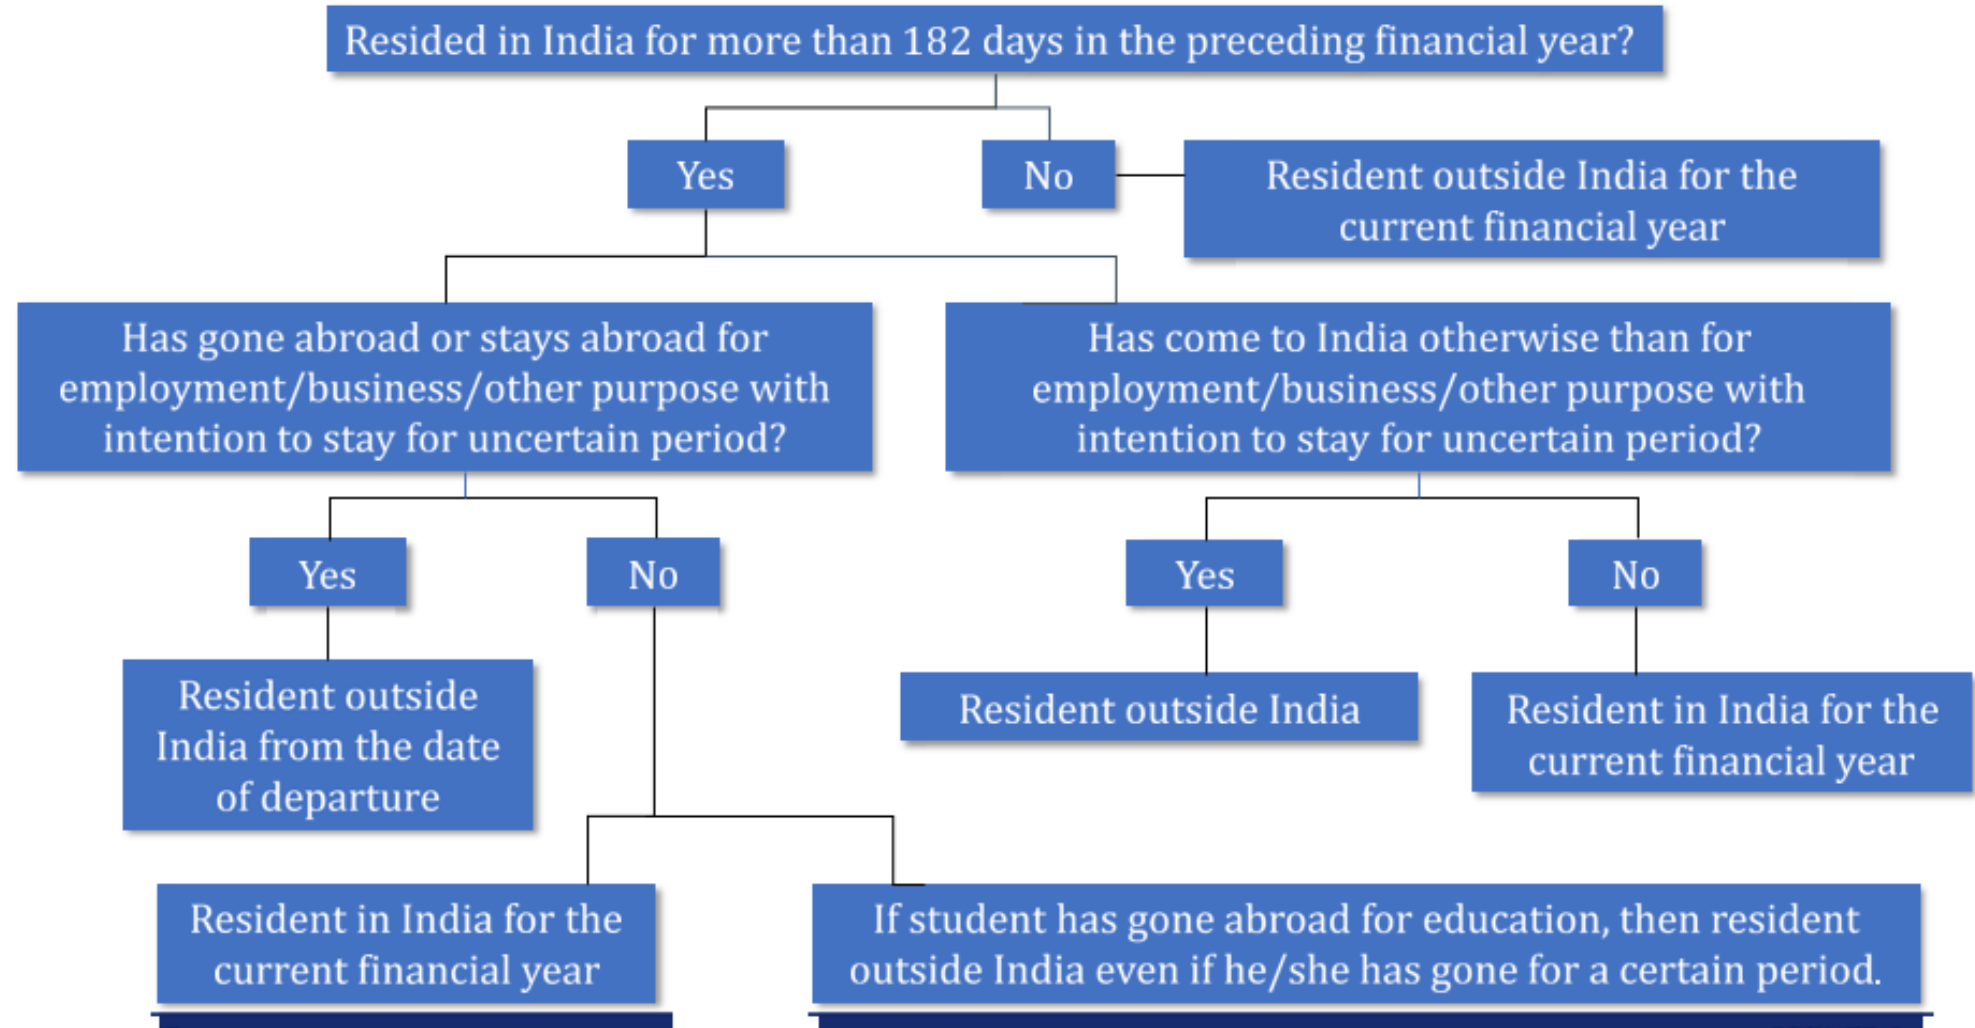 Resided in India for more than 182 days in the preceding financial year?
Yes
No
Resident outside India for the
current financial year
Has gone abroad or stays abroad for
employment/business/other purpose with
intention to stay for uncertain period?
Has come to India otherwise than for
employment/business/other purpose with
intention to stay for uncertain period?
Yes
No
Yes
No
Resident outside
India from the date
of departure
Resident outside India
Resident in India for the
current financial year
Resident in India for the
current financial year
If student has gone abroad for education, then resident
outside India even if he/she has gone for a certain period.